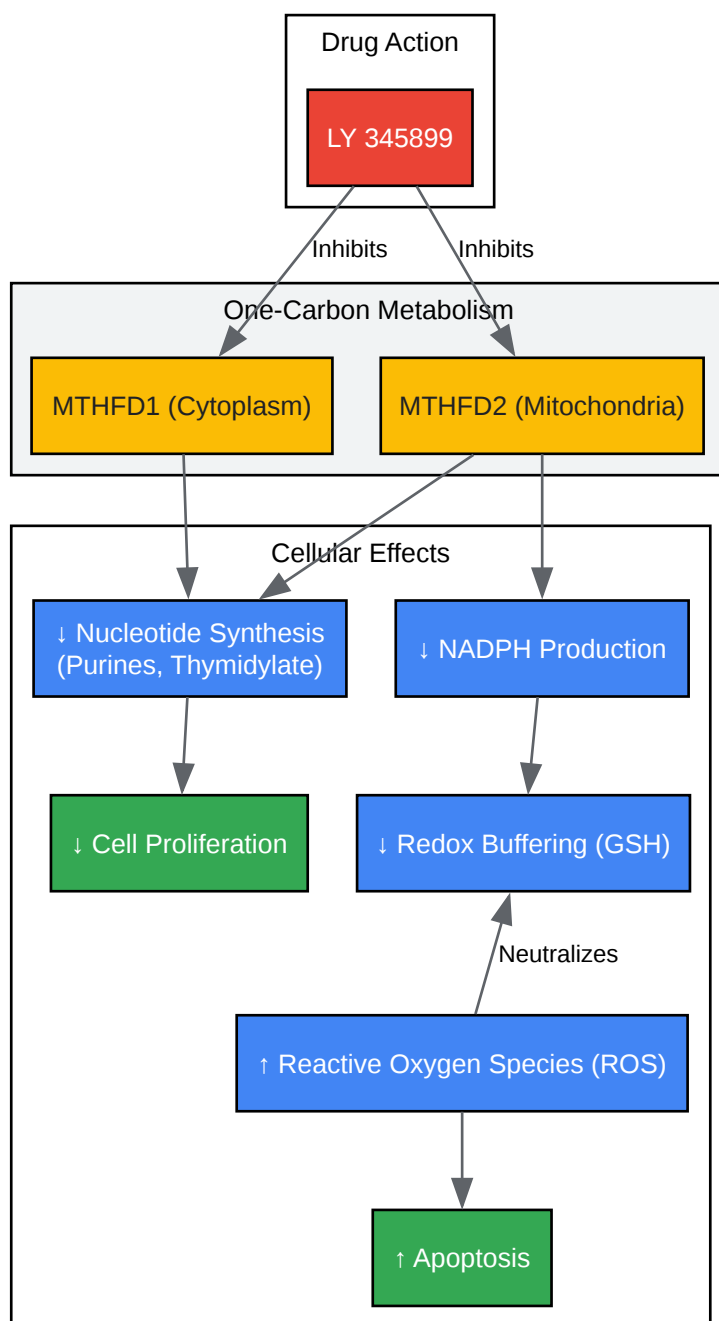 Drug Action
LY 345899
Inhibits
Inhibits
One-Carbon Metabolism
MTHFD1 (Cytoplasm)
MTHFD2 (Mitochondria)
Cellular Effects
↓ Nucleotide Synthesis
(Purines, Thymidylate)
↓ NADPH Production
↓ Cell Proliferation
↓ Redox Buffering (GSH)
Neutralizes
↑ Reactive Oxygen Species (ROS)
↑ Apoptosis